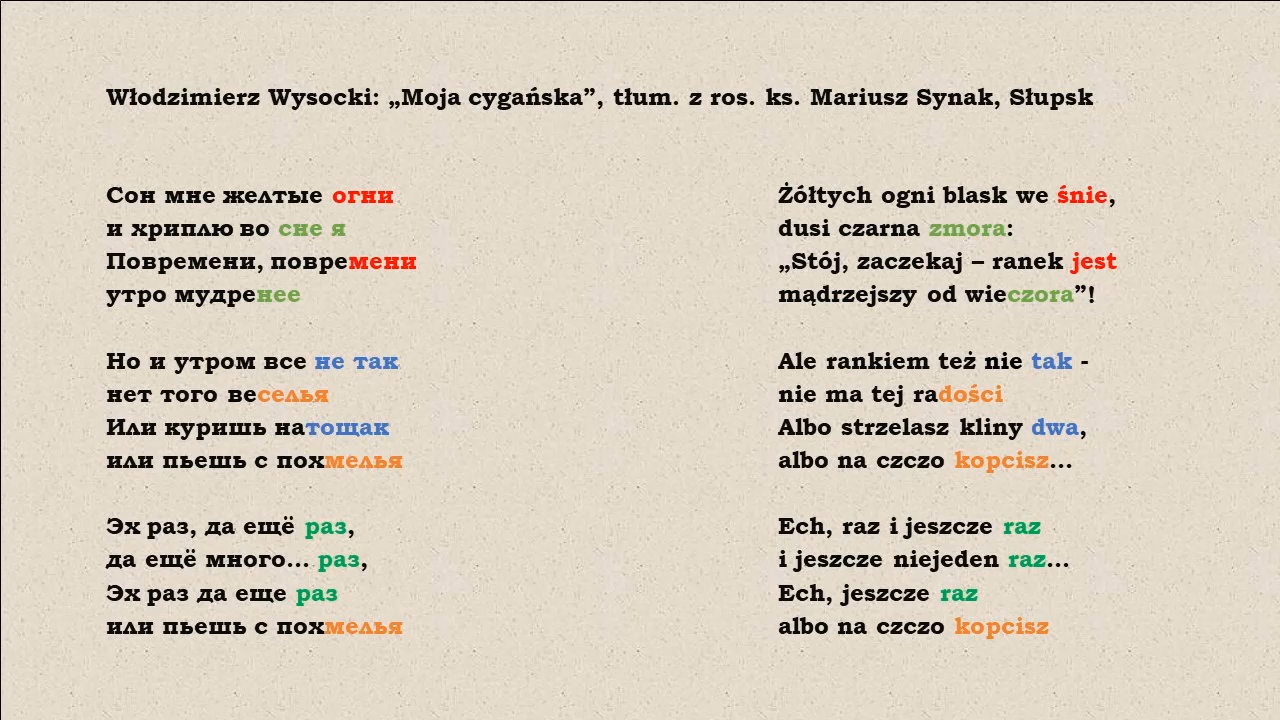 Włodzimierz Wysocki: „Moja cygańska”, tłum. z ros. ks. Mariusz Synak, Słupsk
Сон мне желтые огни
и хриплю во сне я
Повремени, повремени
утро мудренее
Но и утром все не так
нет того веселья
Или куришь натощак
или пьешь с похмелья
Эх раз, да ещё раз,
да ещё много... раз,
Эх раз да еще раз
или пьешь с похмелья
Żółtych ogni blask we śnie,
dusi czarna zmora:
„Stój, zaczekaj – ranek jest
mądrzejszy od wieczora”!
Ale rankiem też nie tak -
nie ma tej radości
Albo strzelasz kliny dwa,
albo na czczo kopcisz...
Ech, raz i jeszcze raz
i jeszcze niejeden raz...
Ech, jeszcze raz
albo na czczo kopcisz